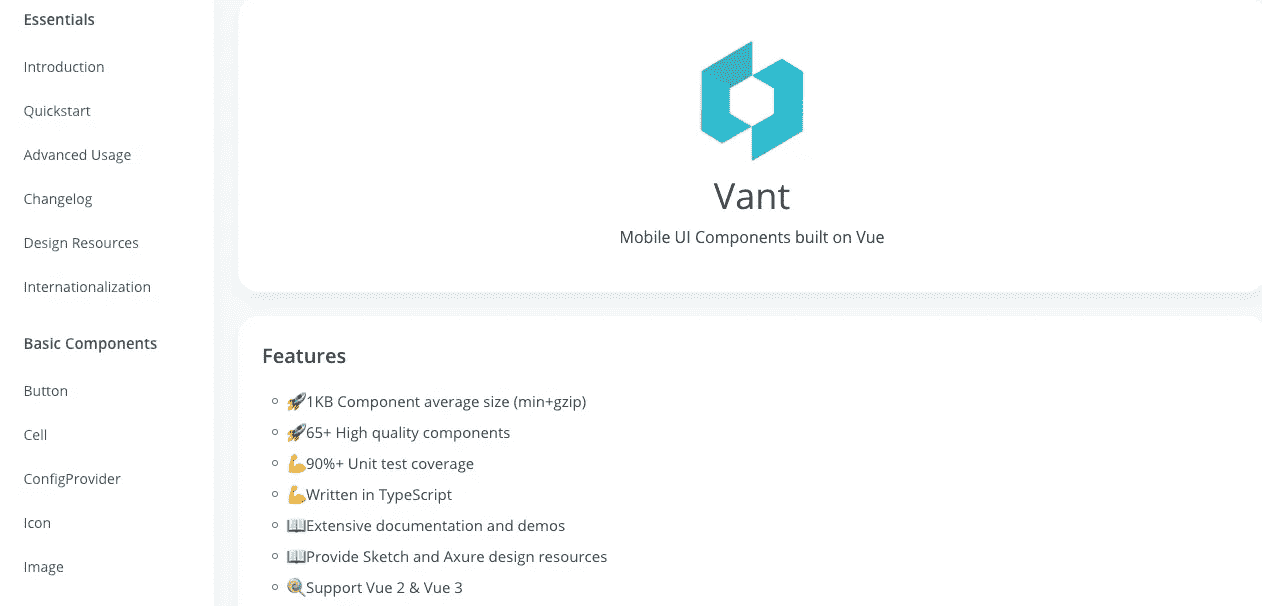 Essentials
Introduction
Quickstart
Advanced Usage
Changelog
Design Resources
Internationalization
Basic Components
Button
Cell
ConfigProvider
Icon
Image
Vant
Mobile UI Components built on Vue
Features
🚀1KB Component average size (min+gzip)
🚀65+ High quality components
💪90%+ Unit test coverage
💪Written in TypeScript
📖Extensive documentation and demos
📖Provide Sketch and Axure design resources
🍭Support Vue 2 & Vue 3